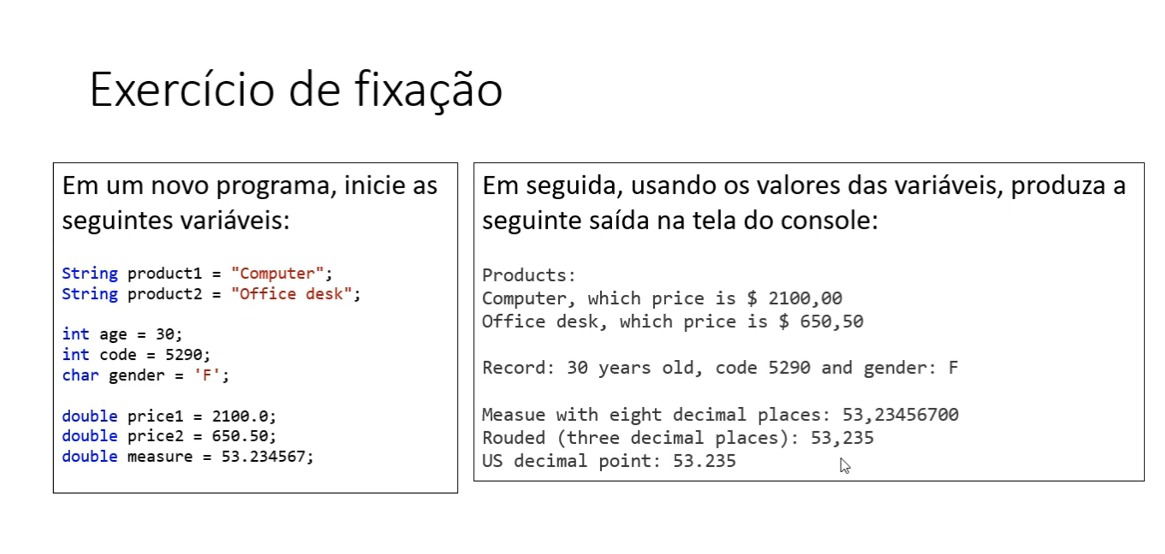 Exercício de fixação
Em um novo programa, inicie as
seguintes variáveis:
String product1 = "Computer";
String product2 = "Office desk";
int age = 30;
int code = 5290;
char gender = 'F';
double price1 = 2100.0;
double price2 = 650.50;
double measure = 53.234567;
Em seguida, usando os valores das variáveis, produza a
seguinte saída na tela do console:
Products:
Computer, which price is $ 2100,00
Office desk, which price is $ 650,50
Record: 30 years old, code 5290 and gender: F
Measue with eight decimal places: 53,23456700
Rouded (three decimal places): 53,235
US decimal point: 53.235